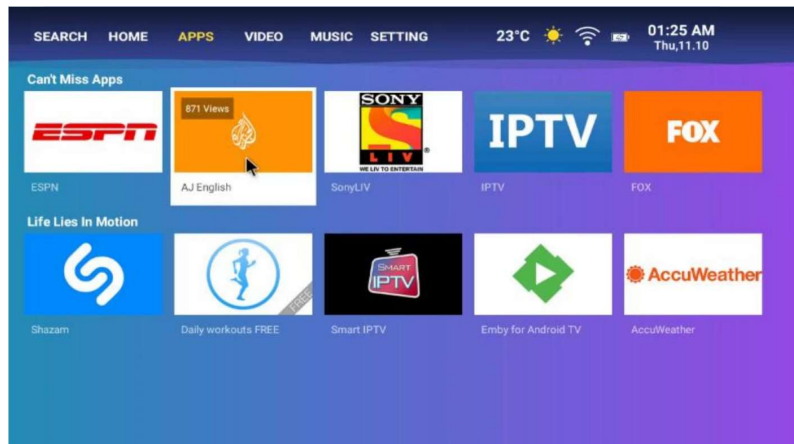 SEARCH HOME APPS VIDEO MUSIC SETTING 23°C 01:25 AM
Thu,11.10
Can't Miss Apps
ESPN
871 Views
SONY
LIV
WE LIV TO ENTERTAIN
IPTV
FOX
ESPN
AJ English
SonyLIV
IPTV
FOX
Life Lies In Motion
FREE
SMART
IPTV
AccuWeather
Shazam
Daily workouts FREE
Smart IPTV
Emby for Android TV
AccuWeather